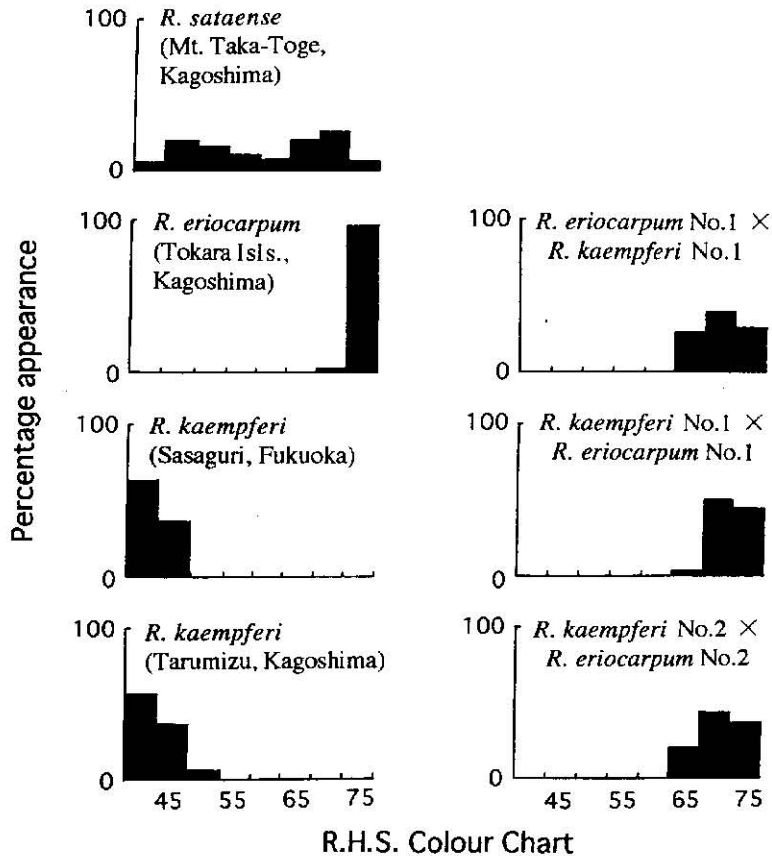 Percentage appearance
100
0
R. sataense
(Mt. Taka-Toge,
Kagoshima)
100
0
R. eriocarpum
(Tokara Isls.,
Kagoshima)
100
0
R. eriocarpum No.1 ×
R. kaempferi No.1
100
0
R. kaempferi
(Sasaguri, Fukuoka)
100
0
R. kaempferi No.1 ×
R. eriocarpum No.1
100
0
R. kaempferi
(Tarumizu, Kagoshima)
45 55 65 75
100
0
R. kaempferi No.2 ×
R. eriocarpum No.2
45 55 65 75
R.H.S. Colour Chart